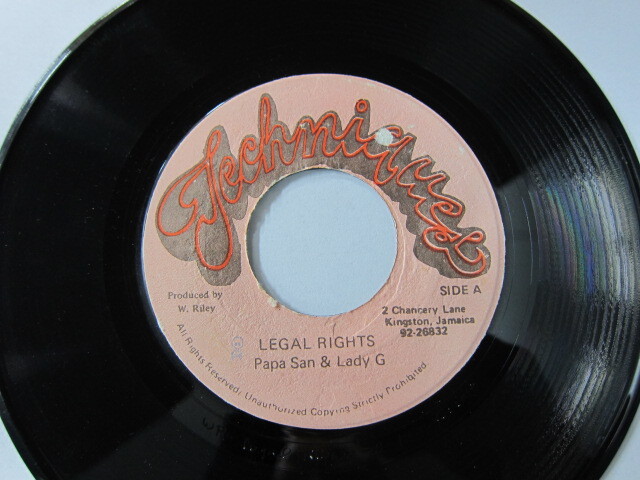 Techniques
SIDE A
Produced by
W. Riley
2 Chancery Lane
Kingston, Jamaica
92-26832
LEGAL RIGHTS
Papa San & Lady G
All Rights Reserved. Unauthorized Copying Strictly Prohibited